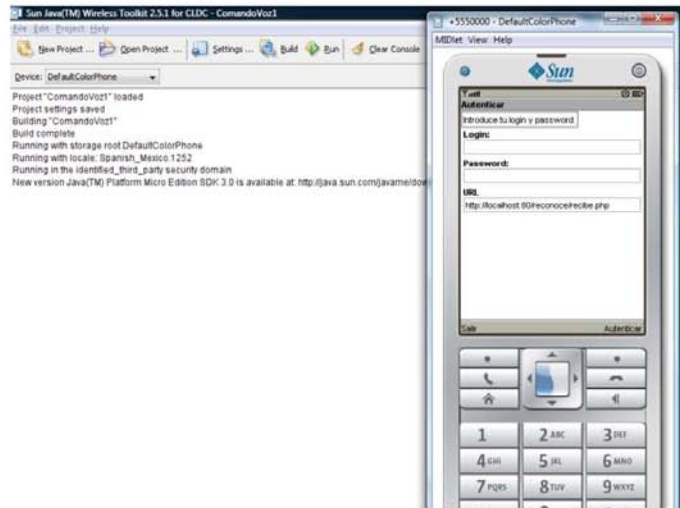 Sun Java(TM) Wireless Toolkit 2.5.1 for CLDC - ComandoVoz1
File Edit Project Help
New Project ... Open Project ... Settings ... Build Run Clear Console
Device: DefaultColorPhone
Project "ComandoVoz1" loaded
Project settings saved
Building "ComandoVoz1"
Build complete
Running with storage root DefaultColorPhone
Running with locale: Spanish_Mexico.1252
Running in the identified_third_party security domain
New version Java(TM) Platform Micro Edition SDK 3.0 is available at: http://java.sun.com/javame/dow
+5550000 - DefaultColorPhone
MIDlet View Help
Sun
Autenticar
Introduce tu login y password
Login:
Password:
URL
http://localhost:80/reconoce/recibe.php
Salir Autenticar
1 2 ABC 3 DEF
4 GHI 5 JKL 6 MNO
7 PQRS 8 TUV 9 WXYZ